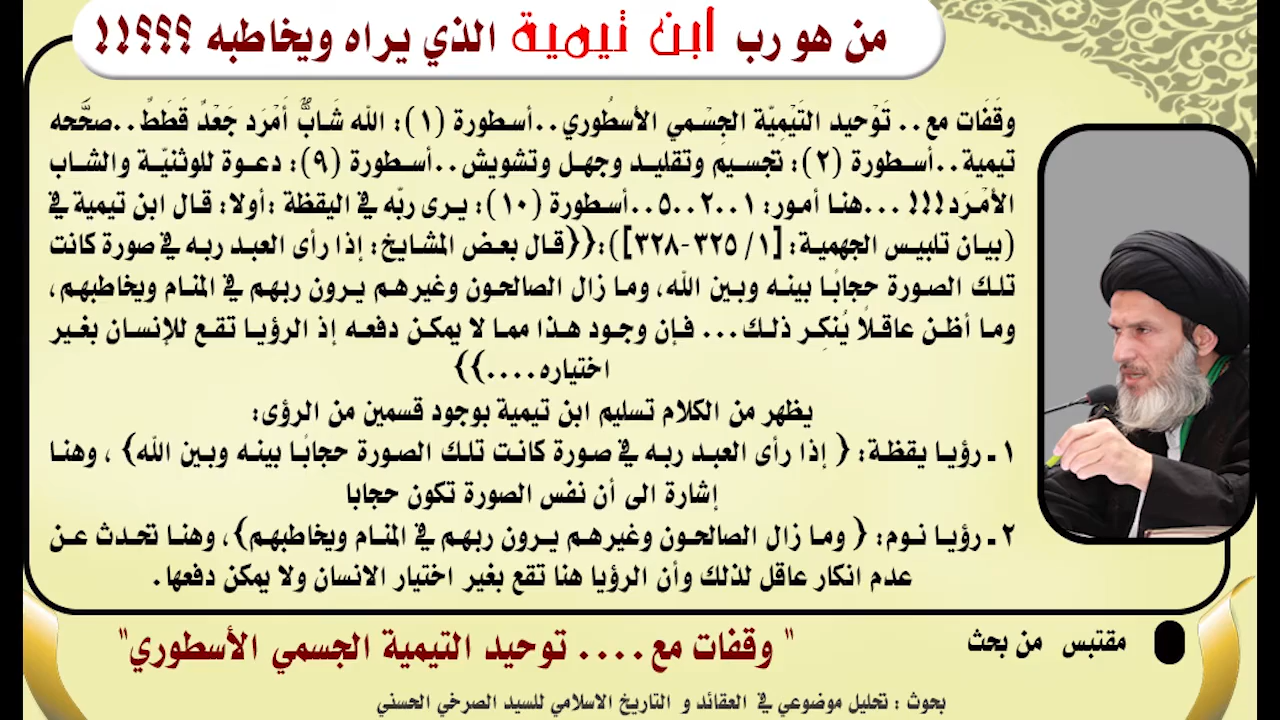 من هو رب ابن تيمية الذي يراه ويخاطبه ؟؟؟!!
وقَفَات مع.. تَوْحيد التَيْمِيّة الجِسْمي الأسطُوري..أسطورة (١): الله شَابٌّ أَمْرَد جَعْدٌ قَطَطٌ..صحَّحه
تيمية..أسطورة (٢): تجسيم وتقليد وجهل وتشويش..أسطورة (٩): دعوة للوثنيّة والشاب
الأمْرَد!!! ...هنا أمور: ١..٢..٥..أسطورة (١٠): يرى ربّه في اليقظة :أولا: قال ابن تيمية في
(بيان تلبيس الجهمية: [١/ ٣٢٥-٣٢٨]):{{قال بعض المشايخ: إذا رأى العبد ربه في صورة كانت
تلك الصورة حجابًا بينه وبين الله، وما زال الصالحون وغيرهم يرون ربهم في المنام ويخاطبهم،
وما أظن عاقلًا يُنكِر ذلك... فإن وجود هذا مما لا يمكن دفعه إذ الرؤيا تقع للإنسان بغير
اختياره....}}
يظهر من الكلام تسليم ابن تيمية بوجود قسمين من الرؤى:
١ـ رؤيا يقظة: { إذا رأى العبد ربه في صورة كانت تلك الصورة حجابًا بينه وبين الله} ، وهنا
إشارة الى أن نفس الصورة تكون حجابا
٢ـ رؤيا نوم: { وما زال الصالحون وغيرهم يرون ربهم في المنام ويخاطبهم}، وهنا تحدث عن
عدم انكار عاقل لذلك وأن الرؤيا هنا تقع بغير اختيار الانسان ولا يمكن دفعها.
مقتبس من بحث
" وقفات مع.... توحيد التيمية الجسمي الأسطوري"
بحوث : تحليل موضوعي في العقائد و التاريخ الاسلامي للسيد الصرخي الحسني